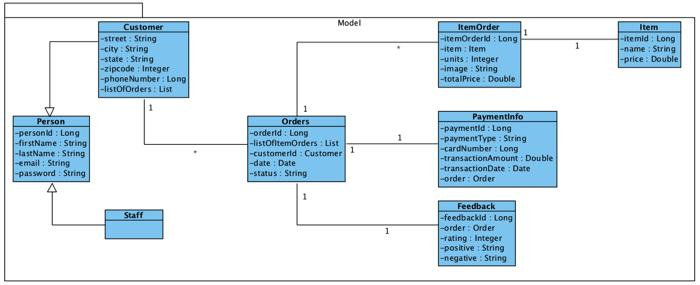 Model
Customer
-street : String
-city : String
-state : String
-zipcode : Integer
-phoneNumber : Long
-listOfOrders : List
ItemOrder
-itemOrderId : Long
-item : Item
-units : Integer
-image : String
-totalPrice : Double
1
1
Item
-itemId : Long
-name : String
-price : Double
*
1
1
*
Person
-personId : Long
-firstName : String
-lastName : String
-email : String
-password : String
Orders
-orderId : Long
-listOfItemOrders : List
-customerId : Customer
-date : Date
-status : String
1
1
PaymentInfo
-paymentId : Long
-paymentType : String
-cardNumber : Long
-transactionAmount : Double
-transactionDate : Date
-order : Order
Staff
1
1
Feedback
-feedbackId : Long
-order : Order
-rating : Integer
-positive : String
-negative : String